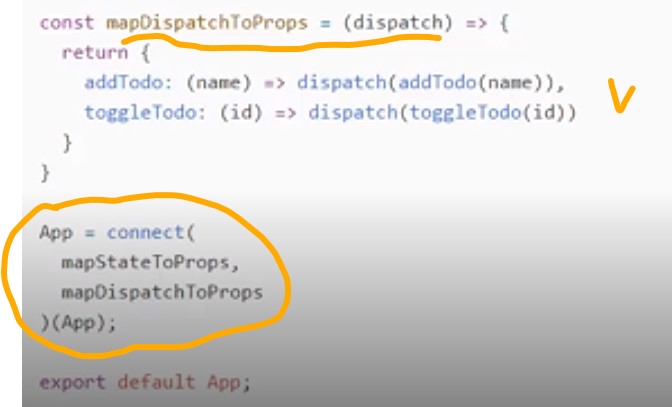 const mapDispatchToProps = (dispatch) => {
  return {
    addTodo: (name) => dispatch(addTodo(name)),
    toggleTodo: (id) => dispatch(toggleTodo(id))
  }
}
App = connect(
  mapStateToProps,
  mapDispatchToProps
)(App);
export default App;